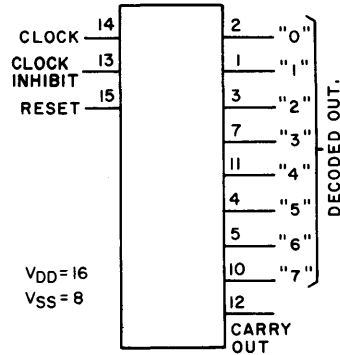 14 2 "0"
CLOCK
13 1 "1"
CLOCK
INHIBIT
15 3 "2"
RESET
7 "3"
11 "4"
4 "5"
5 "6"
VDD=16 10 "7"
VSS=8 12
CARRY
OUT
DECODED OUT.